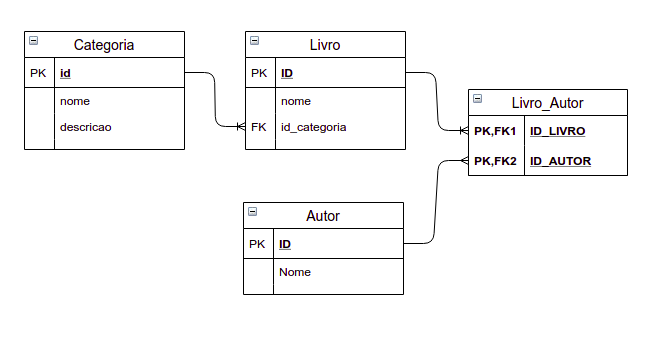 Categoria
PK id
nome
descricao
Livro
PK ID
nome
FK id_categoria
Livro_Autor
PK,FK1 ID_LIVRO
PK,FK2 ID_AUTOR
Autor
PK ID
Nome